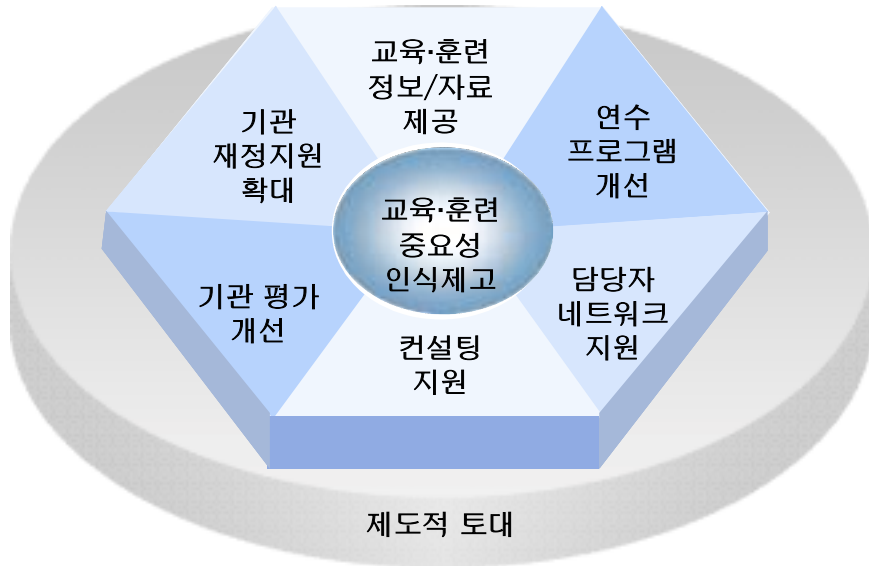 교육·훈련
정보/자료
제공
연수
프로그램
개선
담당자
네트워크
지원
컨설팅
지원
기관 평가
개선
기관
재정지원
확대
교육·훈련
중요성
인식제고
제도적 토대